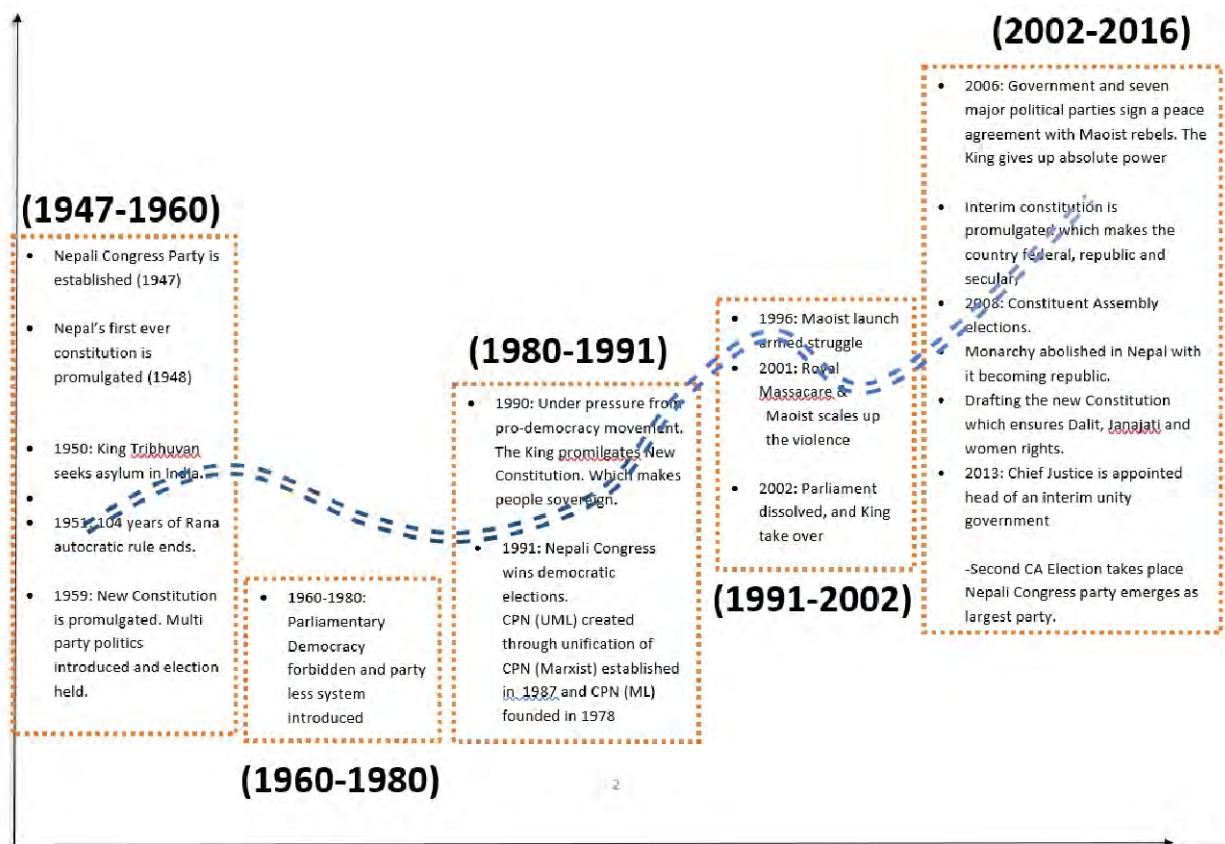 (1947-1960)
• Nepali Congress Party is
established (1947)
• Nepal's first ever
constitution is
promulgated (1948)
• 1950: King Tribhuvan
seeks asylum in India.
•
• 1951: 104 years of Rana
autocratic rule ends.
• 1959: New Constitution
is promulgated. Multi
party politics
introduced and election
held.
• 1960-1980:
Parliamentary
Democracy
forbidden and party
less system
introduced
(1960-1980)
(1980-1991)
• 1990: Under pressure from
pro-democracy movement.
The King promilgates New
Constitution. Which makes
people sovereign.
• 1991: Nepali Congress
wins democratic
elections.
CPN (UML) created
through unification of
CPN (Marxist) established
in 1987 and CPN (ML)
founded in 1978
• 1996: Maoist launch
armed struggle
• 2001: Royal
Massacare &
Maoist scales up
the violence
• 2002: Parliament
dissolved, and King
take over
(1991-2002)
(2002-2016)
• 2006: Government and seven
major political parties sign a peace
agreement with Maoist rebels. The
King gives up absolute power
• Interim constitution is
promulgated which makes the
country federal, republic and
secular,
• 2008: Constituent Assembly
elections.
• Monarchy abolished in Nepal with
it becoming republic.
• Drafting the new Constitution
which ensures Dalit, Janajati and
women rights.
• 2013: Chief Justice is appointed
head of an interim unity
government
-Second CA Election takes place
Nepali Congress party emerges as
largest party.
2